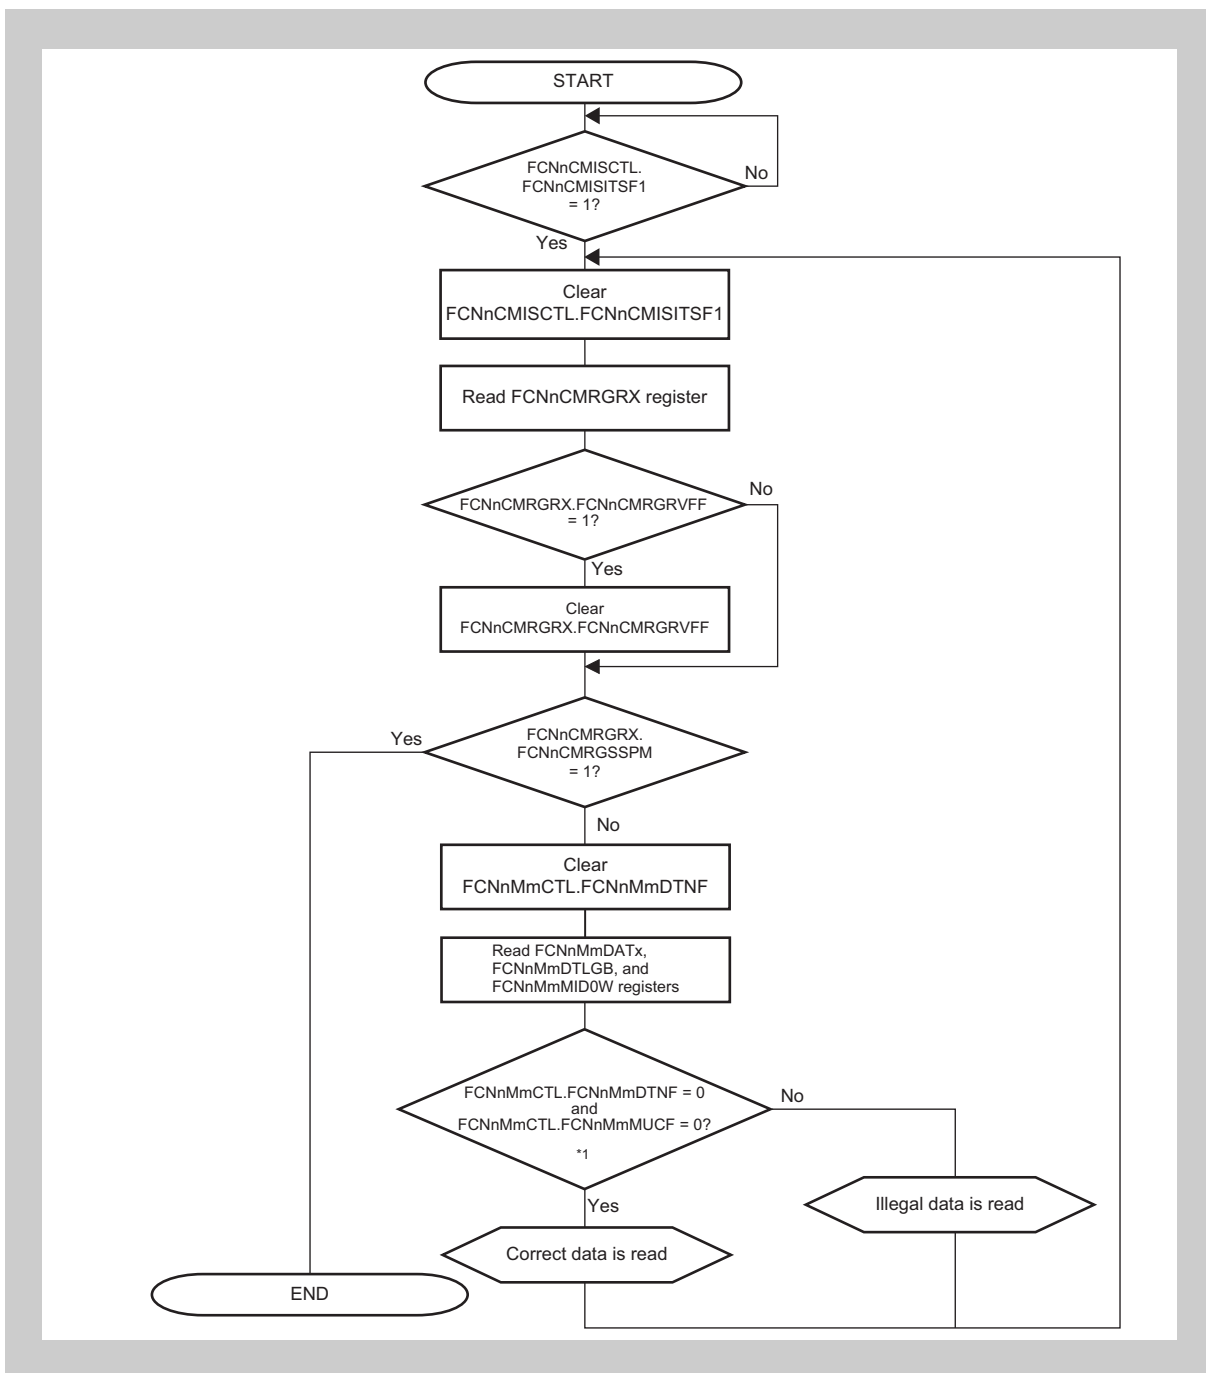 START
FCNnCMISCTL.
FCNnCMISITSF1
= 1?
No
Yes
Clear
FCNnCMISCTL.FCNnCMISITSF1
Read FCNnCMRGRX register
No
FCNnCMRGRX.FCNnCMRGRVFF
= 1?
Yes
Clear
FCNnCMRGRX.FCNnCMRGRVFF
Yes
FCNnCMRGRX.
FCNnCMRGSSPM
= 1?
No
Clear
FCNnMmCTL.FCNnMmDTNF
Read FCNnMmDATx,
FCNnMmDTLGB, and
FCNnMmMID0W registers
FCNnMmCTL.FCNnMmDTNF = 0
and
FCNnMmCTL.FCNnMmMUCF = 0?
*1
No
Yes
Illegal data is read
Correct data is read
END